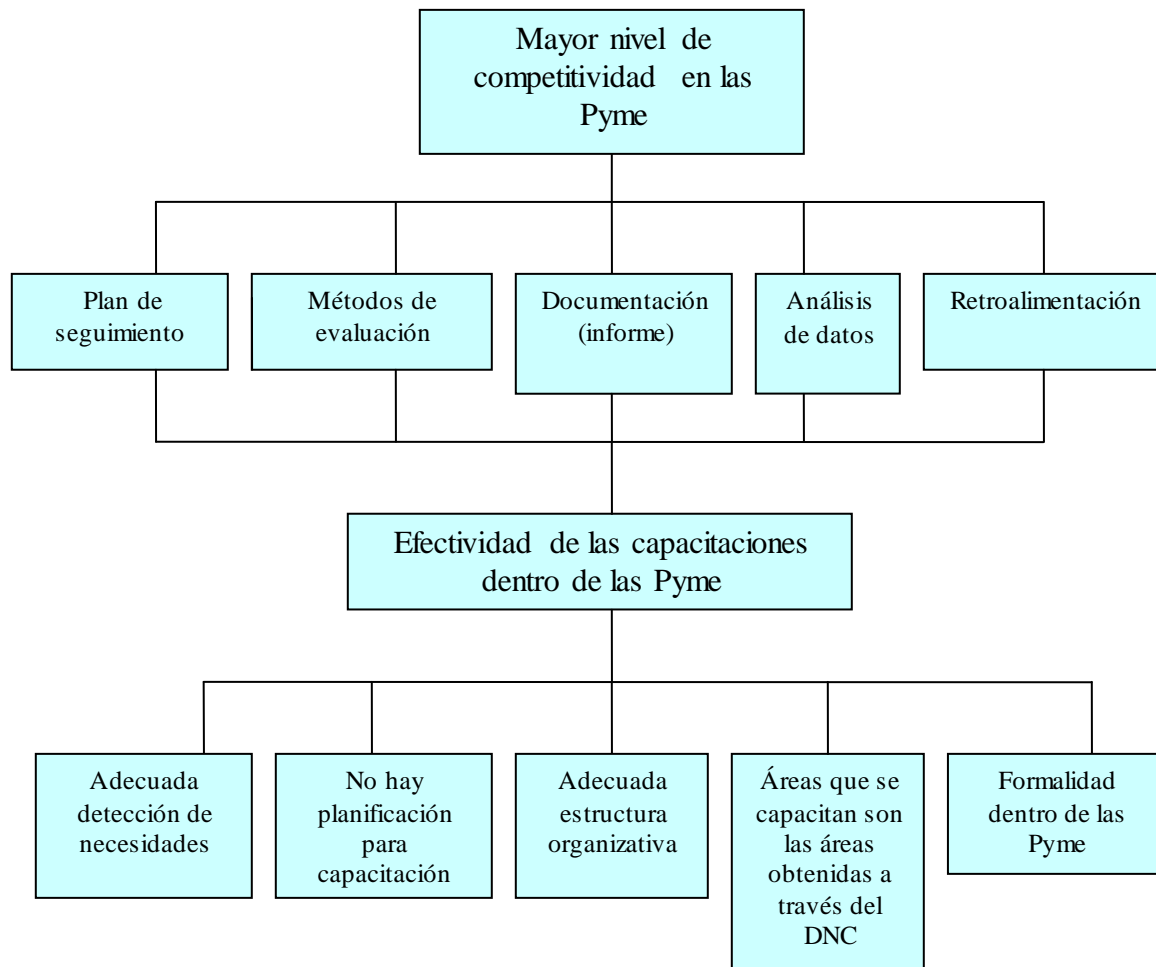 Mayor nivel de
competitividad en las
Pyme
Plan de
seguimiento
Métodos de
evaluación
Documentación
(informe)
Análisis
de datos
Retroalimentación
Efectividad de las capacitaciones
dentro de las Pyme
Adecuada
detección de
necesidades
No hay
planificación
para
capacitación
Adecuada
estructura
organizativa
Áreas que se
capacitan son
las áreas
obtenidas a
través del
DNC
Formalidad
dentro de las
Pyme